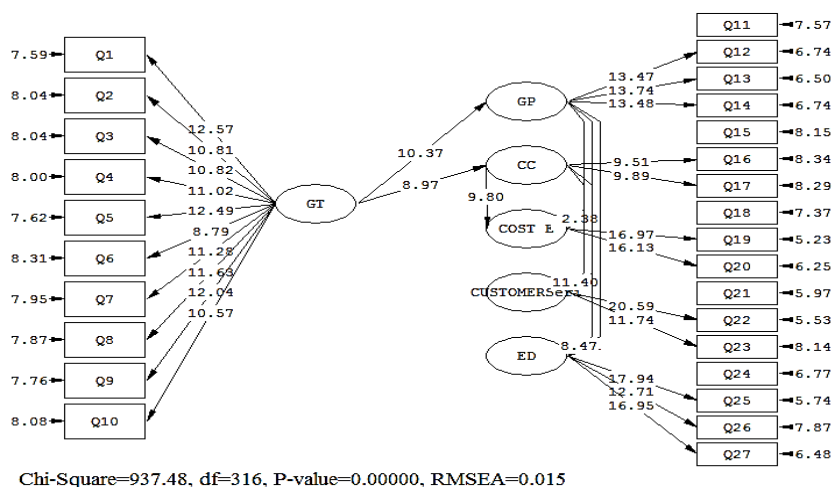 7.59 Q1
8.04 Q2
8.04 Q3
8.00 Q4
7.62 Q5
8.31 Q6
7.95 Q7
7.87 Q8
7.76 Q9
8.08 Q10
12.57
10.81
10.82
11.02
12.49
8.79
11.28
11.63
12.04
10.57
GT
10.37
8.97
GP
CC
9.80
COST E 2.38
11.40
CUSTOMERSer
8.47
ED
13.47
13.74
13.48
9.51
9.89
16.97
16.13
20.59
11.74
17.94
12.71
16.95
Q11 7.57
Q12 6.74
Q13 6.50
Q14 6.74
Q15 8.15
Q16 8.34
Q17 8.29
Q18 7.37
Q19 5.23
Q20 6.25
Q21 5.97
Q22 5.53
Q23 8.14
Q24 6.77
Q25 5.74
Q26 7.87
Q27 6.48
Chi-Square=937.48, df=316, P-value=0.00000, RMSEA=0.015